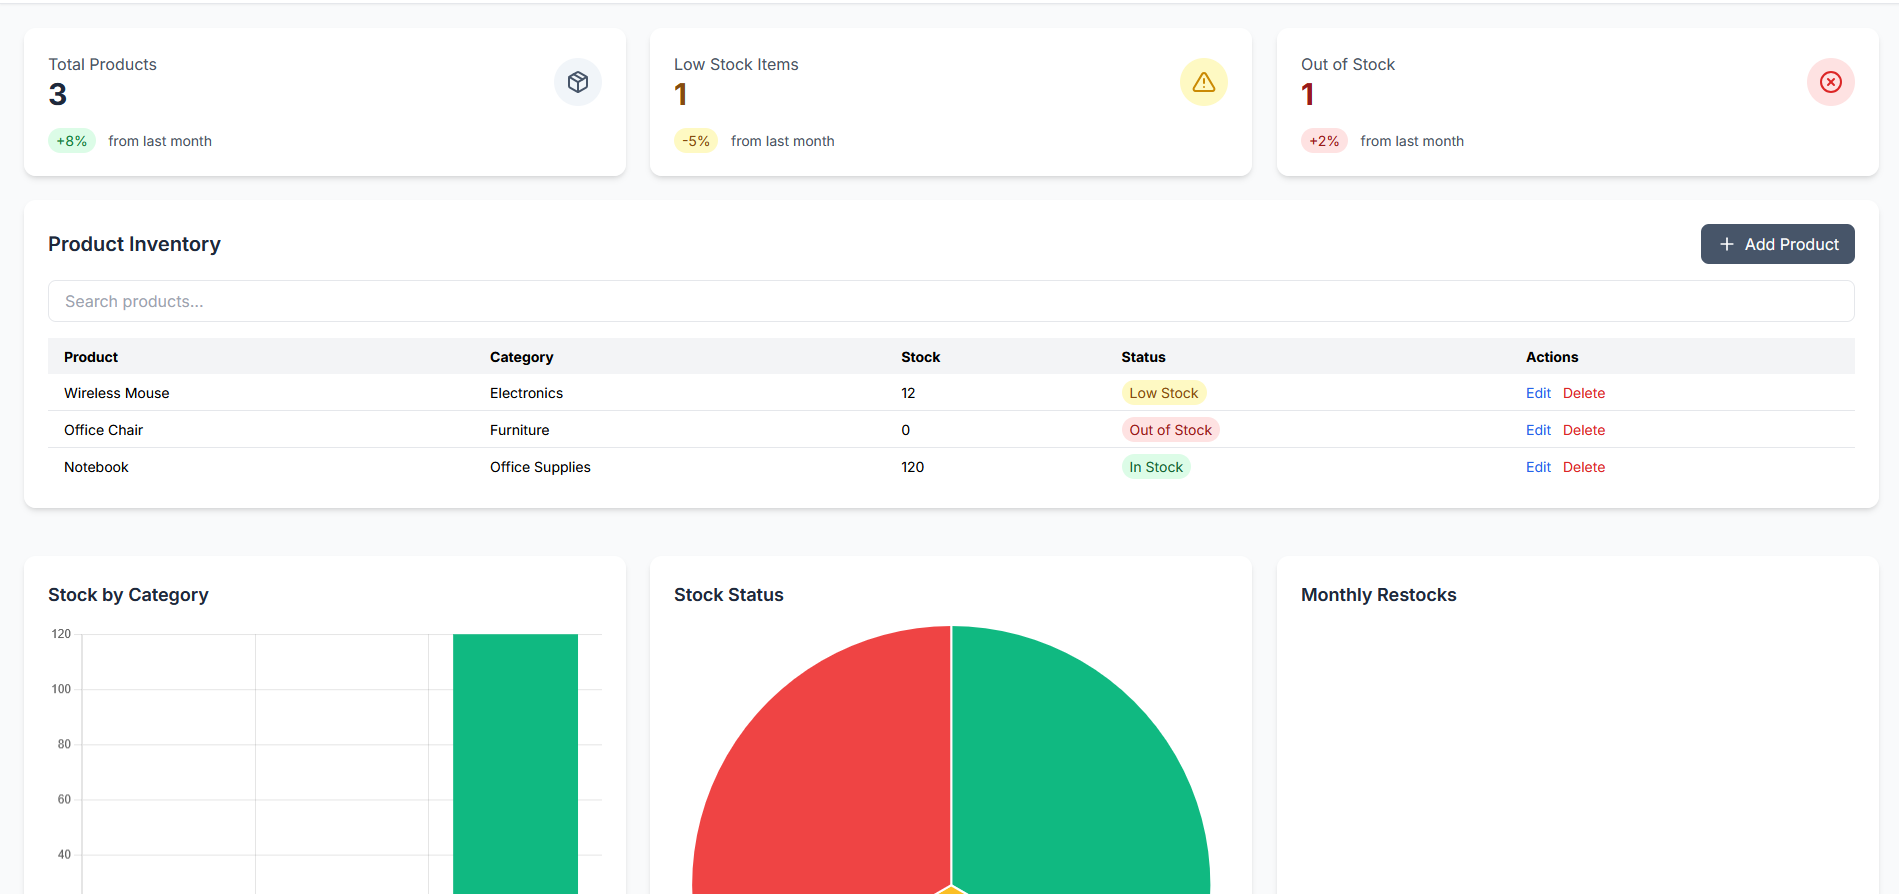 Total Products
3
+8% from last month
Low Stock Items
1
-5% from last month
Out of Stock
1
+2% from last month
Product Inventory
Add Product
Search products...
Product Category Stock Status Actions
Wireless Mouse Electronics 12 Low Stock Edit Delete
Office Chair Furniture 0 Out of Stock Edit Delete
Notebook Office Supplies 120 In Stock Edit Delete
Stock by Category
120
100
80
60
40
Stock Status
Monthly Restocks